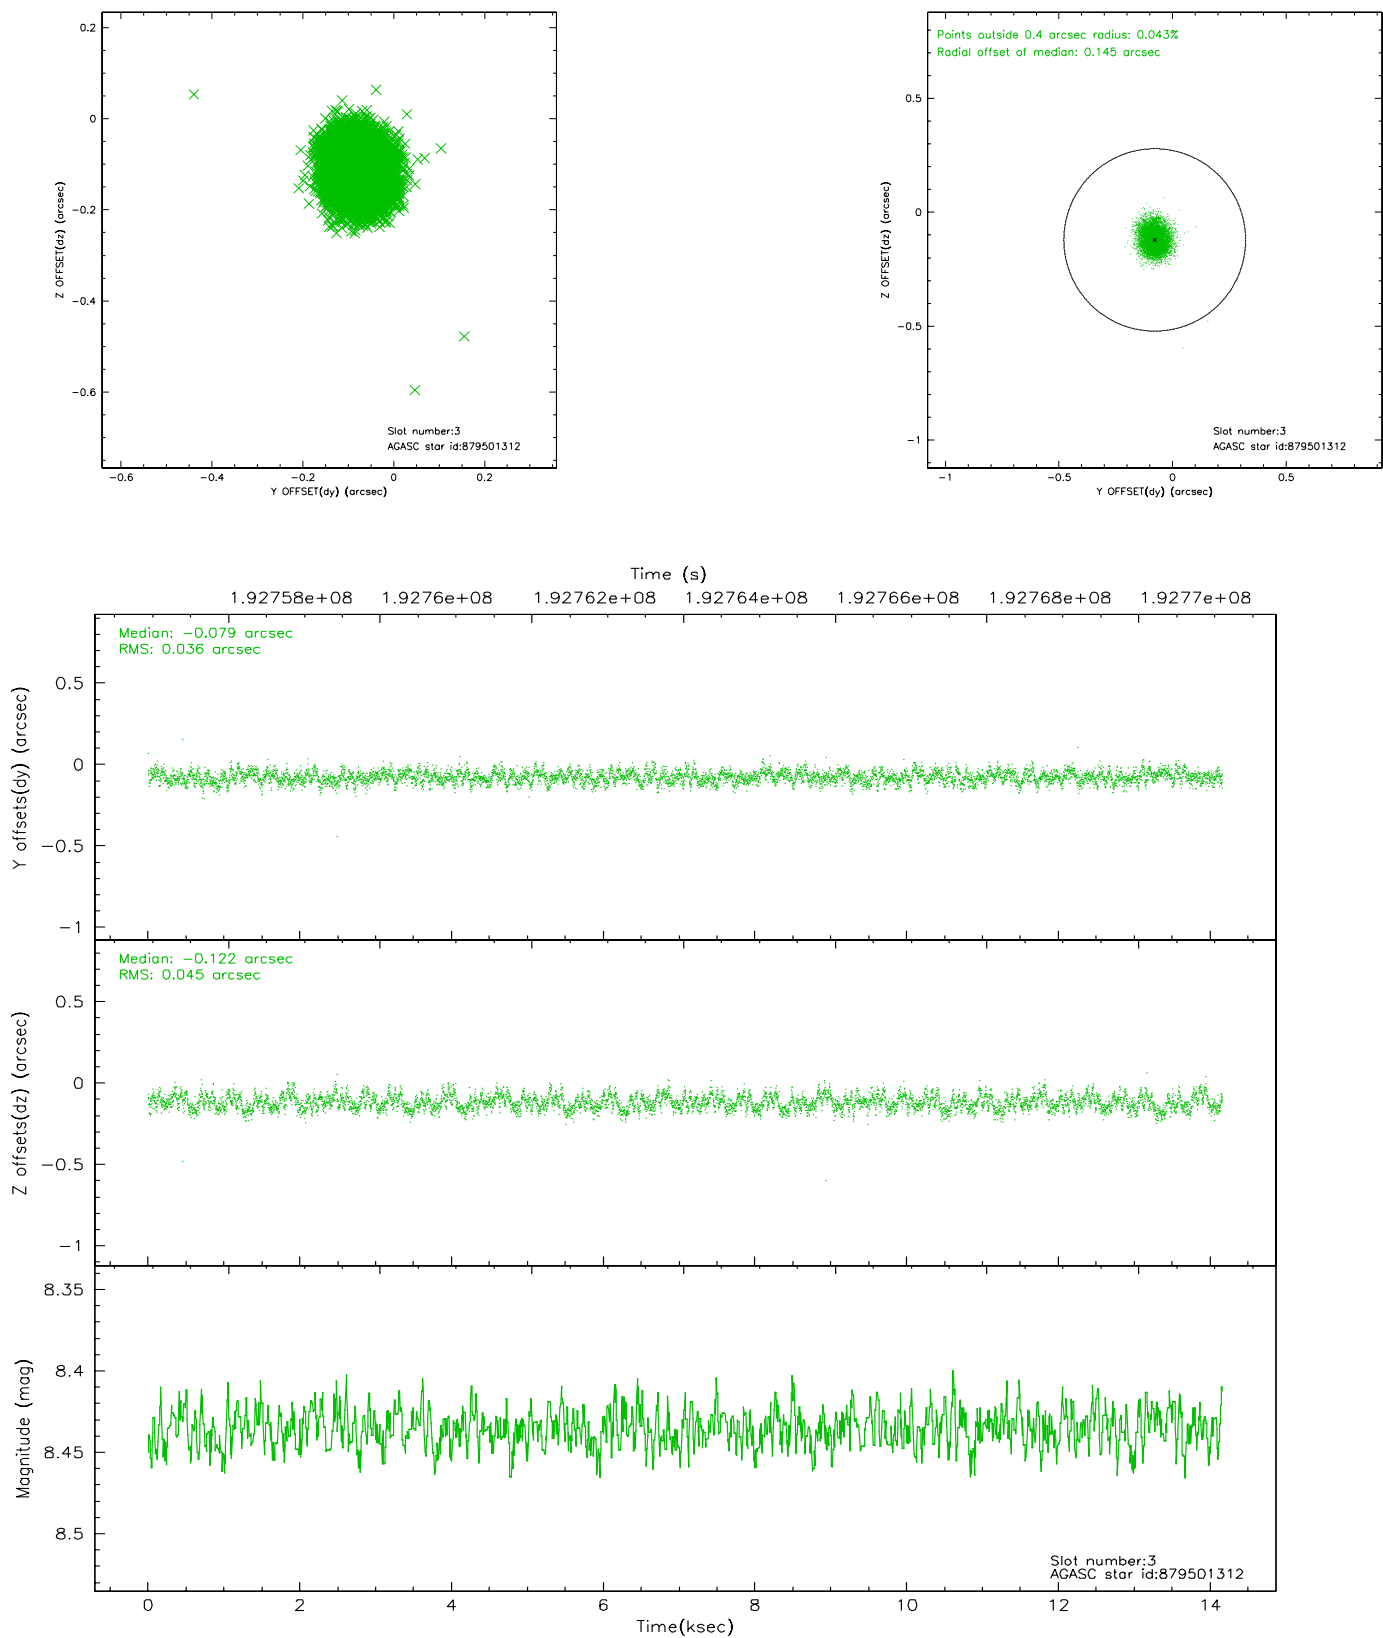 0.2
0
−0.2
−0.4
−0.6
Z OFFSET(dz) (arcsec)
Slot number:3
AGASC star id:879501312
−0.6 −0.4 −0.2 0 0.2
Y OFFSET(dy) (arcsec)
Points outside 0.4 arcsec radius: 0.043%
Radial offset of median: 0.145 arcsec
0.5
0
−0.5
−1
Z OFFSET(dz) (arcsec)
Slot number:3
AGASC star id:879501312
−1 −0.5 0 0.5
Y OFFSET(dy) (arcsec)
Time (s)
1.92758e+08 1.9276e+08 1.92762e+08 1.92764e+08 1.92766e+08 1.92768e+08 1.9277e+08
Median: −0.079 arcsec
RMS: 0.036 arcsec
0.5
0
−0.5
−1
Y offsets(dy) (arcsec)
Median: −0.122 arcsec
RMS: 0.045 arcsec
0.5
0
−0.5
−1
Z offsets(dz) (arcsec)
8.35
8.4
8.45
8.5
Magnitude (mag)
Slot number:3
AGASC star id:879501312
0 2 4 6 8 10 12 14
Time(ksec)